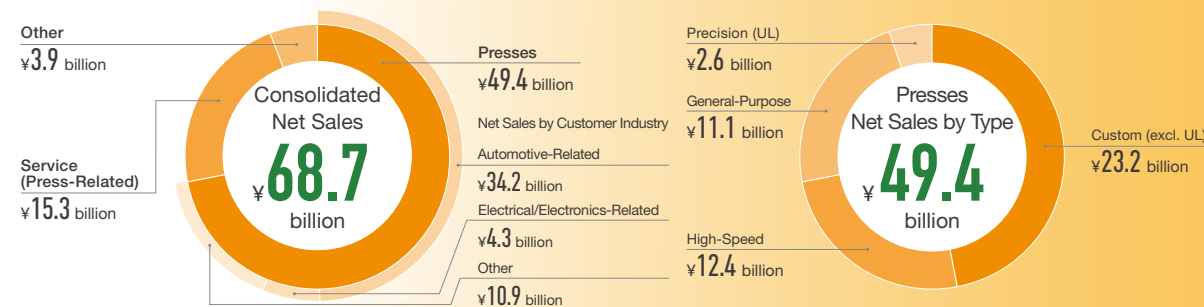 Other
¥3.9 billion
Service
(Press-Related)
¥15.3 billion
Consolidated
Net Sales
¥68.7
billion
Presses
¥49.4 billion
Net Sales by Customer Industry
Automotive-Related
¥34.2 billion
Electrical/Electronics-Related
¥4.3 billion
Other
¥10.9 billion
Precision (UL)
¥2.6 billion
General-Purpose
¥11.1 billion
High-Speed
¥12.4 billion
Presses
Net Sales by Type
¥49.4
billion
Custom (excl. UL)
¥23.2 billion